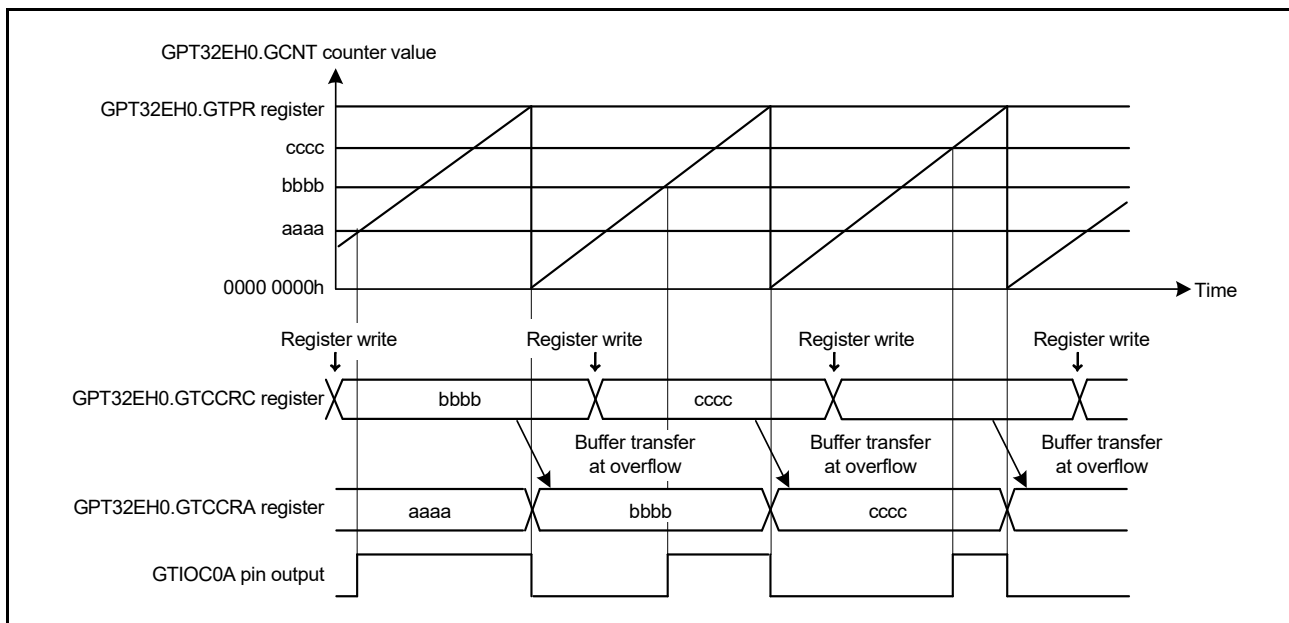 GPT32EH0.GCNT counter value
GPT32EH0.GTPR register
cccc
bbbb
aaaa
0000 0000h
Time
Register write
Register write
Register write
Register write
GPT32EH0.GTCCRC register
bbbb
cccc
Buffer transfer
at overflow
Buffer transfer
at overflow
Buffer transfer
at overflow
GPT32EH0.GTCCRA register
aaaa
bbbb
cccc
GTIOC0A pin output